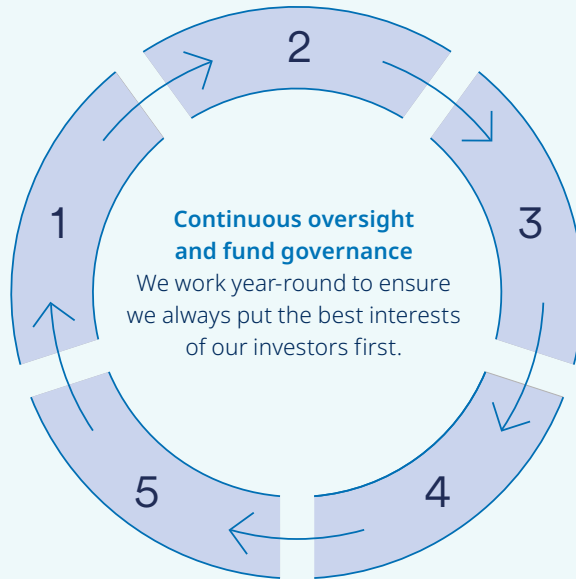 2
1
3
Continuous oversight
and fund governance
We work year-round to ensure
we always put the best interests
of our investors first.
5
4